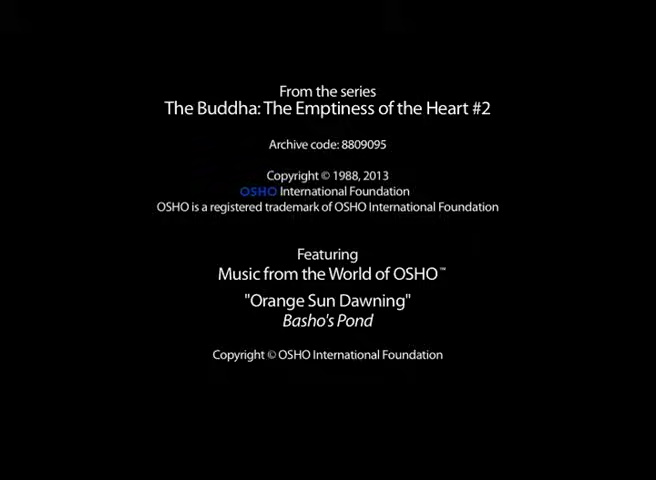 From the series
The Buddha: The Emptiness of the Heart #2
Archive code: 8809095
Copyright © 1988, 2013
OSHO International Foundation
OSHO is a registered trademark of OSHO International Foundation
Featuring
Music from the World of OSHO™
"Orange Sun Dawning"
Basho's Pond
Copyright © OSHO International Foundation